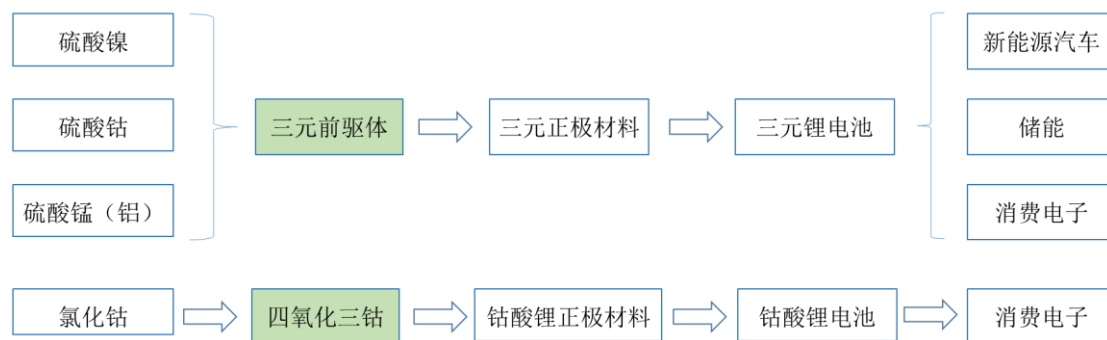 硫酸镍
新能源汽车
硫酸钴
三元前驱体
三元正极材料
三元锂电池
储能
硫酸锰（铝）
消费电子
氯化钴
四氧化三钴
钴酸锂正极材料
钴酸锂电池
消费电子